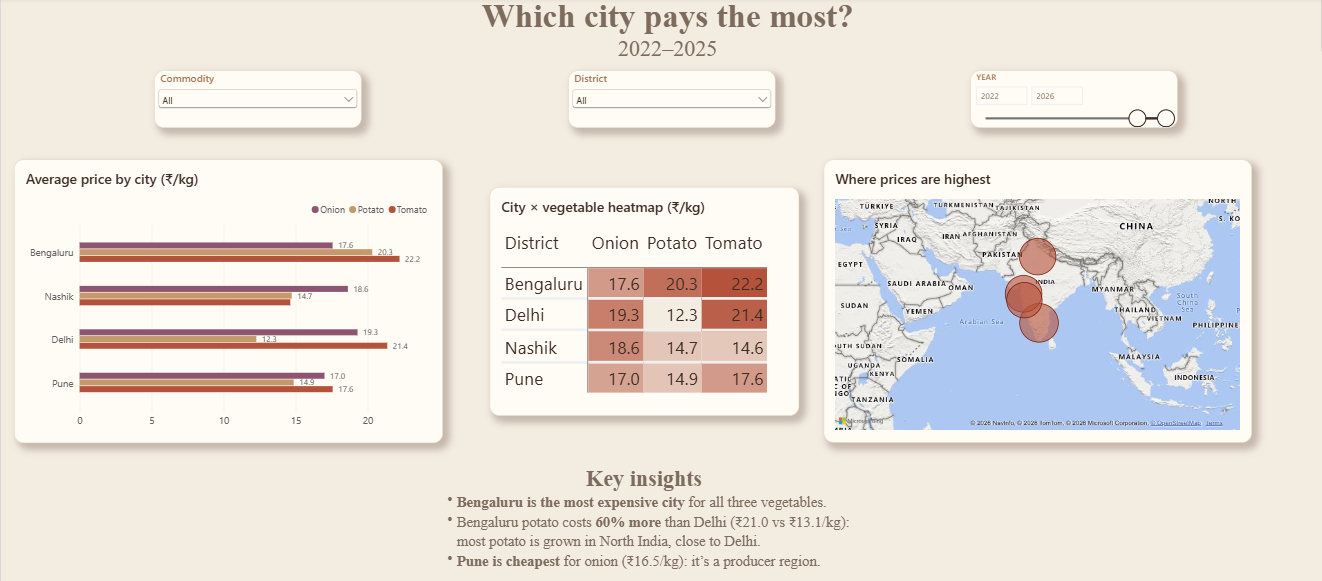 Which city pays the most?
2022–2025
Commodity
All
District
All
YEAR
2022 2026
Average price by city (₹/kg)
Onion Potato Tomato
Bengaluru
17.6
20.3
22.2
Nashik
18.6
14.7
Delhi
19.3
12.3
21.4
Pune
17.0
14.9
17.6
0 5 10 15 20
City × vegetable heatmap (₹/kg)
District Onion Potato Tomato
Bengaluru 17.6 20.3 22.2
Delhi 19.3 12.3 21.4
Nashik 18.6 14.7 14.6
Pune 17.0 14.9 17.6
Where prices are highest
TÜRKIYE
TURKMENISTAN
TAJIKISTAN
NORTH
S. KO
SYRIA
CHINA
IRAQ
IRAN
AFGHANISTAN
PAKISTAN
EGYPT
SAUDI ARABIA
OMAN
INDIA
MYANMAR
SUDAN
YEMEN
THAILAND
VIETNAM
South
China
Sea
PHILIPPINE
Arabian Sea
SOMALIA
UGANDA
KENYA
MALAYSIA
INDONESIA
TANZANIA
© 2026 NavInfo, © 2026 TomTom, © 2026 Microsoft Corporation, © OpenStreetMap Terms
Key insights
• Bengaluru is the most expensive city for all three vegetables.
• Bengaluru potato costs 60% more than Delhi (₹21.0 vs ₹13.1/kg):
most potato is grown in North India, close to Delhi.
• Pune is cheapest for onion (₹16.5/kg): it’s a producer region.